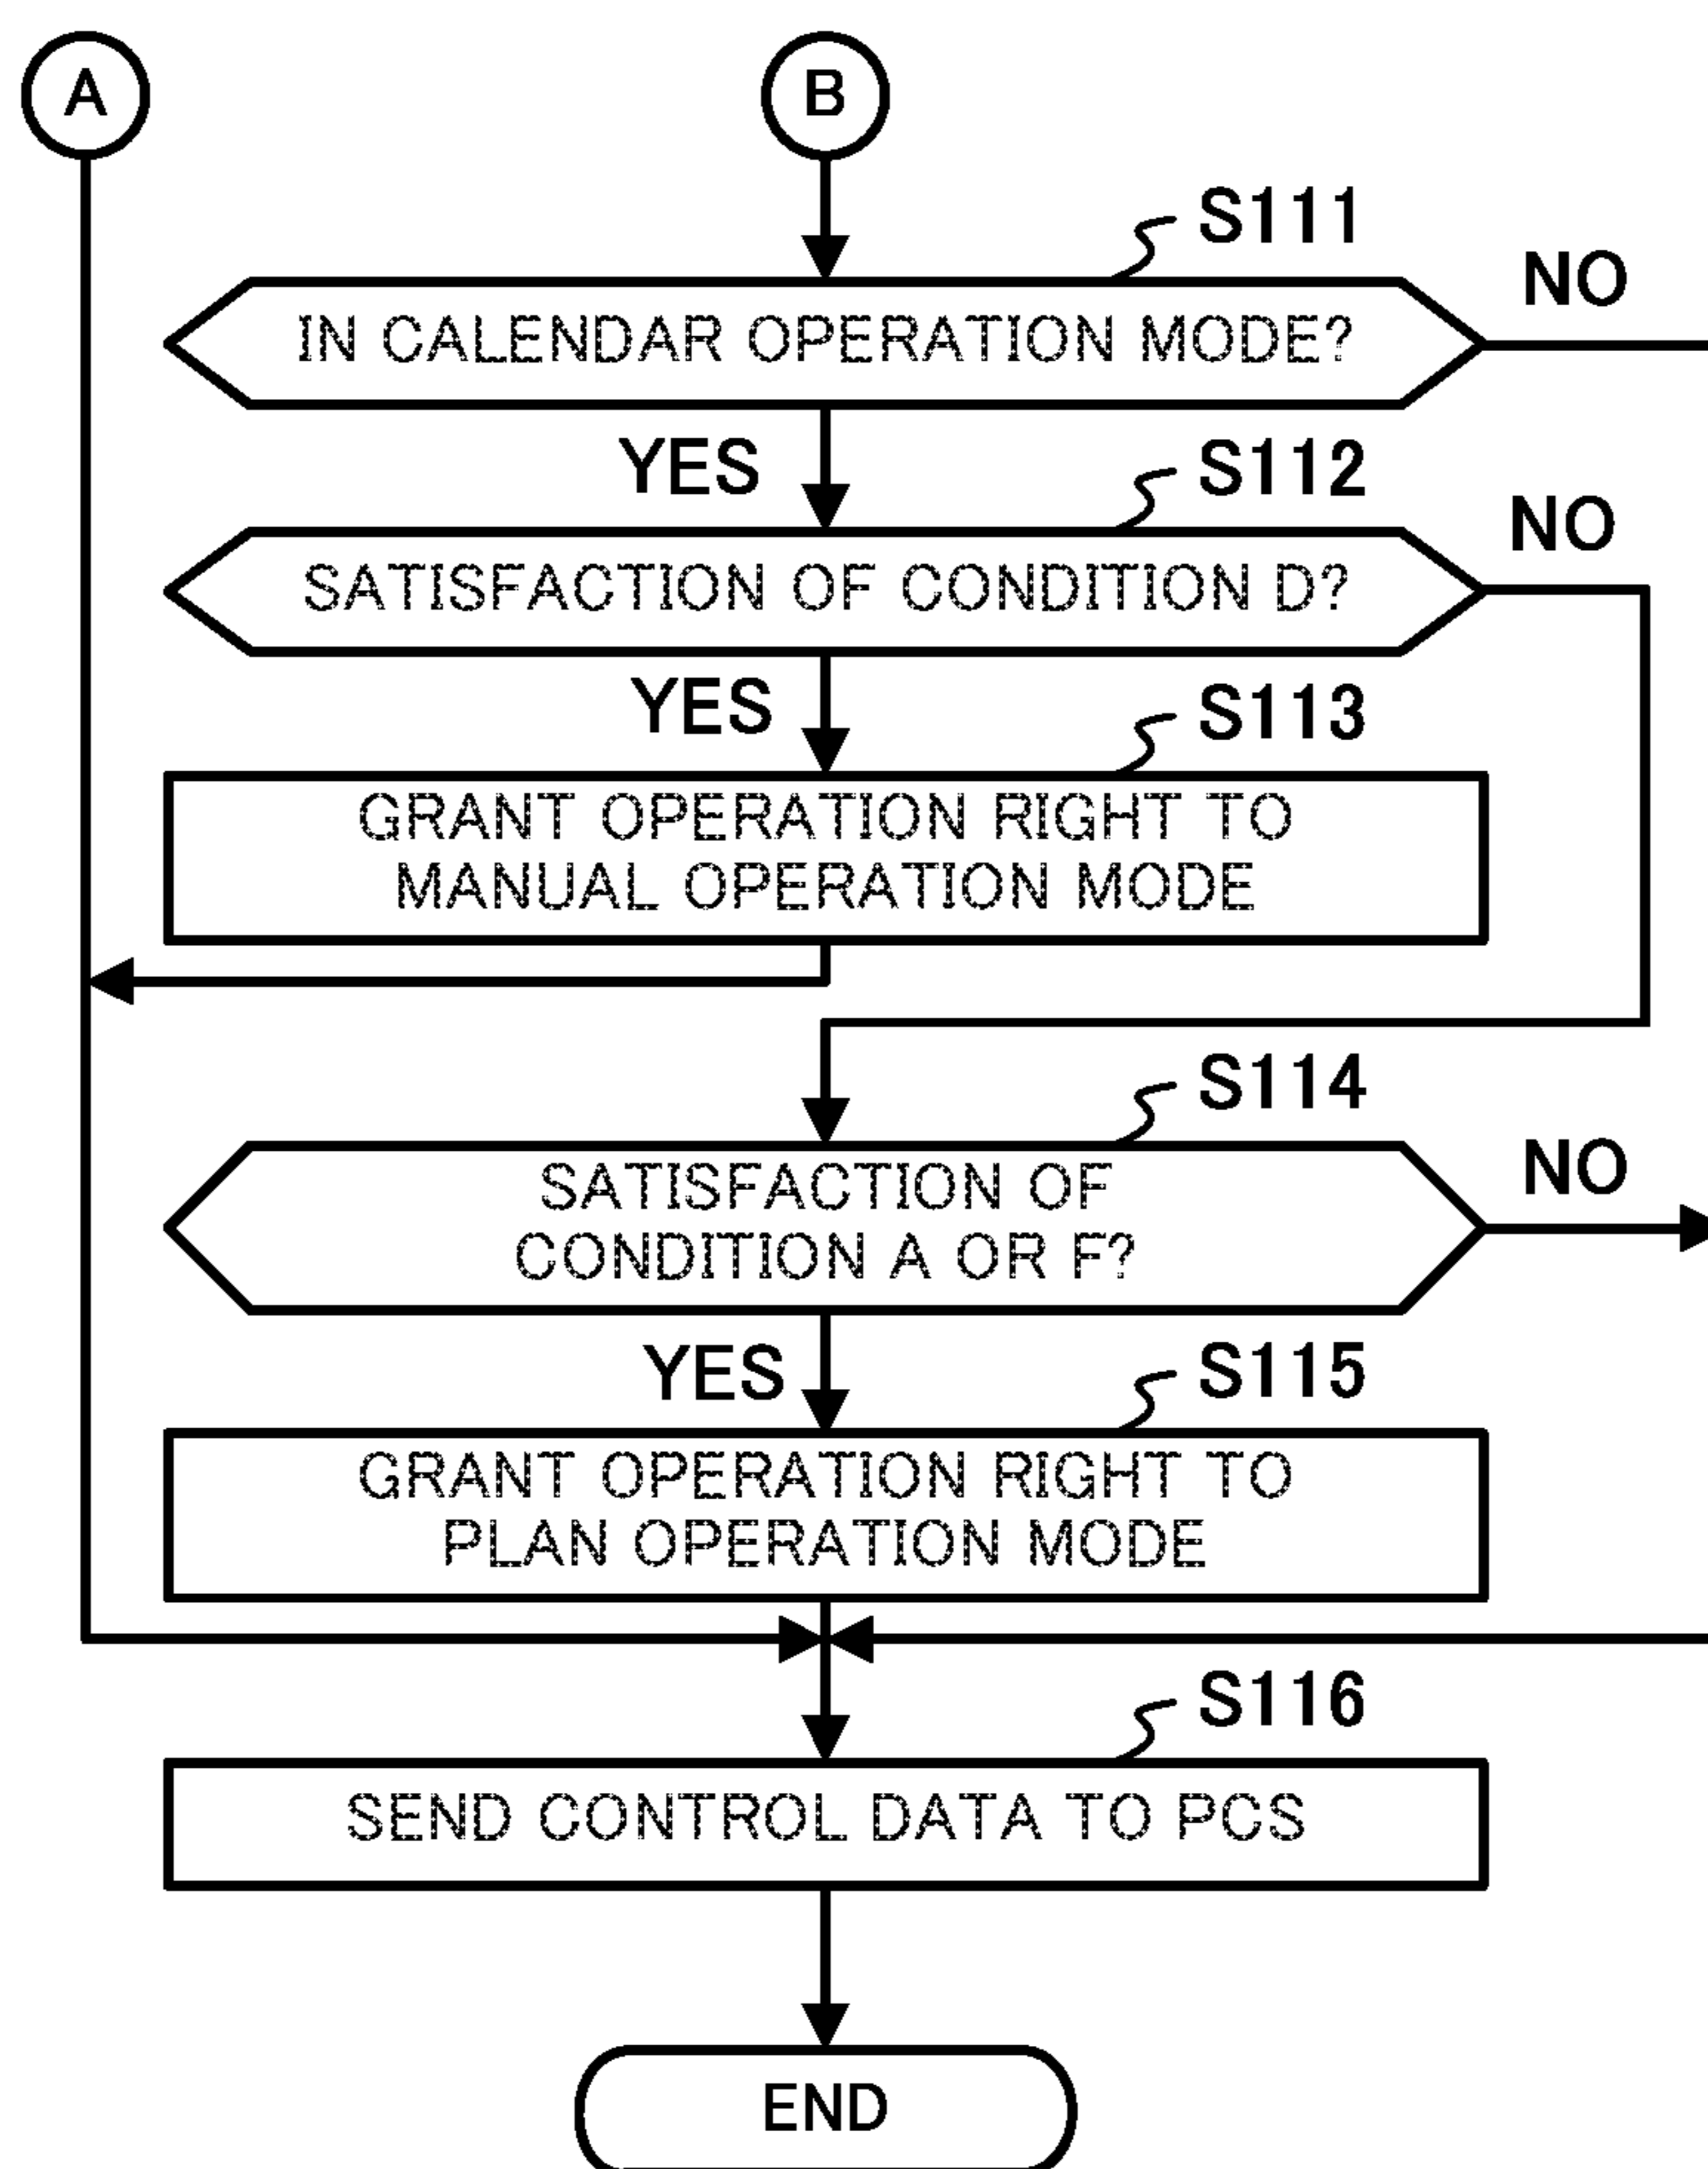 A
B
S111
NO
IN CALENDAR OPERATION MODE?
YES
S112
NO
SATISFACTION OF CONDITION D?
YES
S113
GRANT OPERATION RIGHT TO
MANUAL OPERATION MODE
S114
NO
SATISFACTION OF
CONDITION A OR F?
YES
S115
GRANT OPERATION RIGHT TO
PLAN OPERATION MODE
S116
SEND CONTROL DATA TO PCS
END